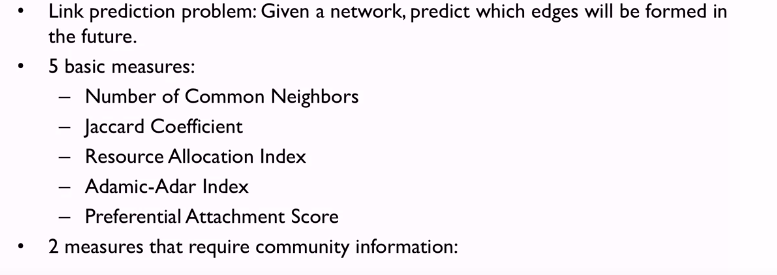 • Link prediction problem: Given a network, predict which edges will be formed in
the future.
• 5 basic measures:
– Number of Common Neighbors
– Jaccard Coefficient
– Resource Allocation Index
– Adamic-Adar Index
– Preferential Attachment Score
• 2 measures that require community information: